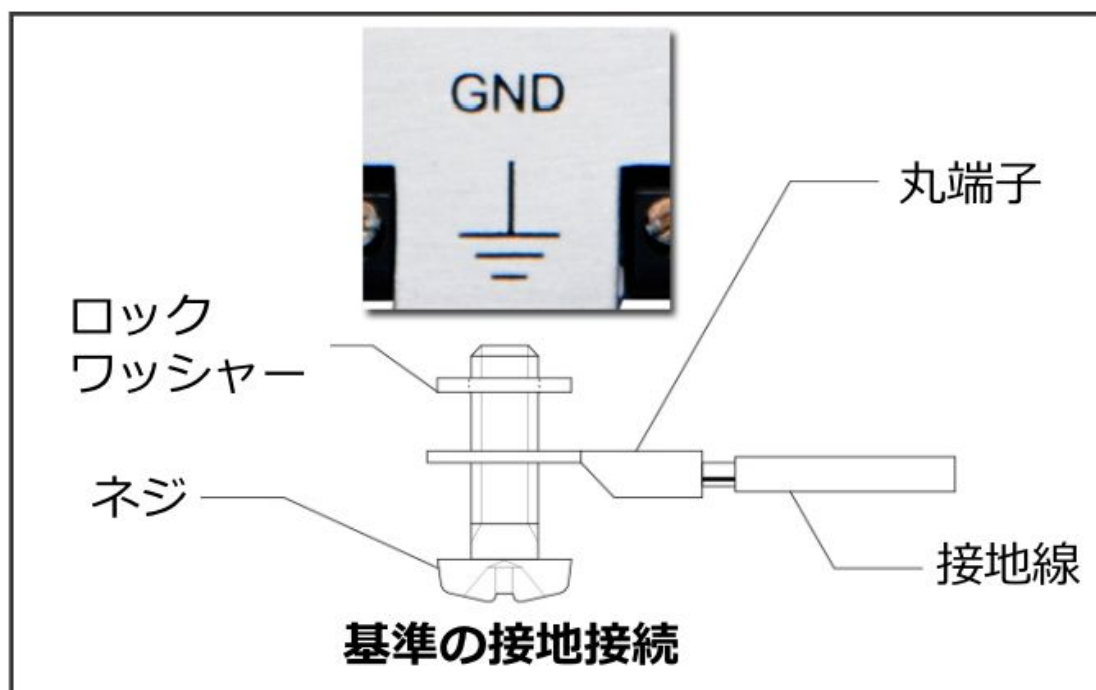 GND
丸端子
ロック
ワッシャー
ネジ
接地線
基準の接地接続